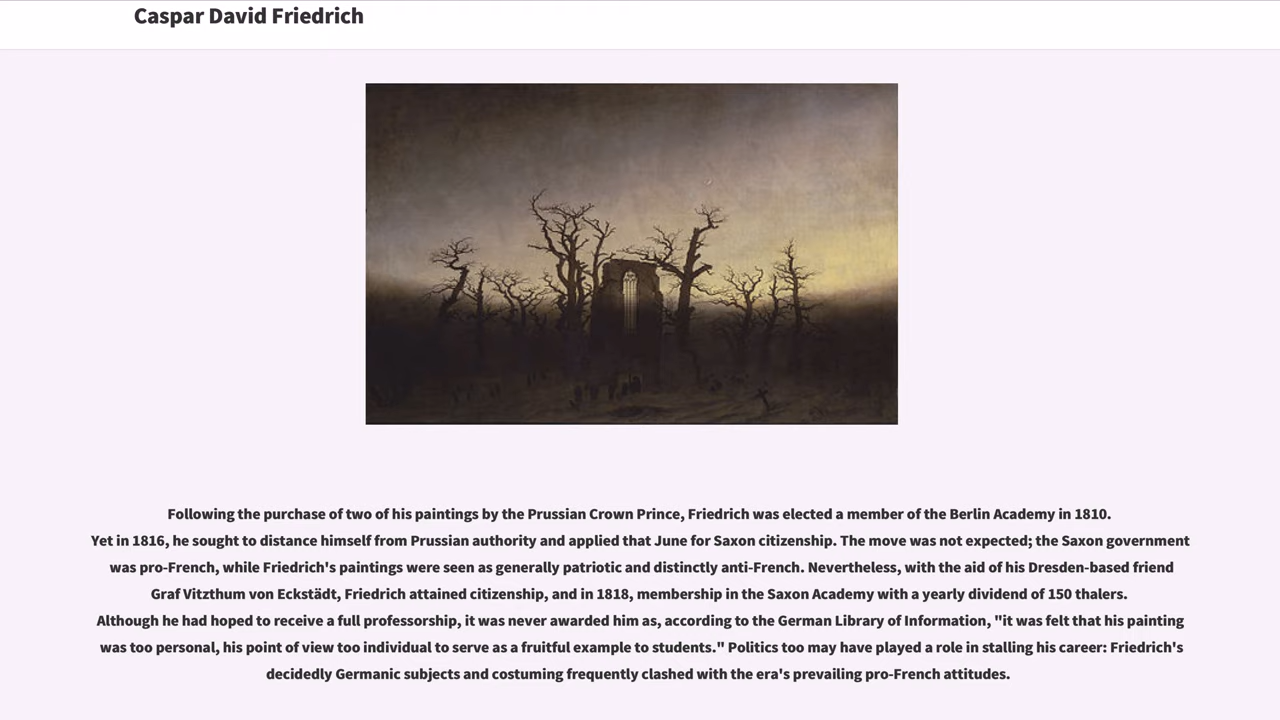 Caspar David Friedrich
Following the purchase of two of his paintings by the Prussian Crown Prince, Friedrich was elected a member of the Berlin Academy in 1810.
Yet in 1816, he sought to distance himself from Prussian authority and applied that June for Saxon citizenship. The move was not expected; the Saxon government
was pro-French, while Friedrich's paintings were seen as generally patriotic and distinctly anti-French. Nevertheless, with the aid of his Dresden-based friend
Graf Vitzthum von Eckstädt, Friedrich attained citizenship, and in 1818, membership in the Saxon Academy with a yearly dividend of 150 thalers.
Although he had hoped to receive a full professorship, it was never awarded him as, according to the German Library of Information, "it was felt that his painting
was too personal, his point of view too individual to serve as a fruitful example to students." Politics too may have played a role in stalling his career: Friedrich's
decidedly Germanic subjects and costuming frequently clashed with the era's prevailing pro-French attitudes.